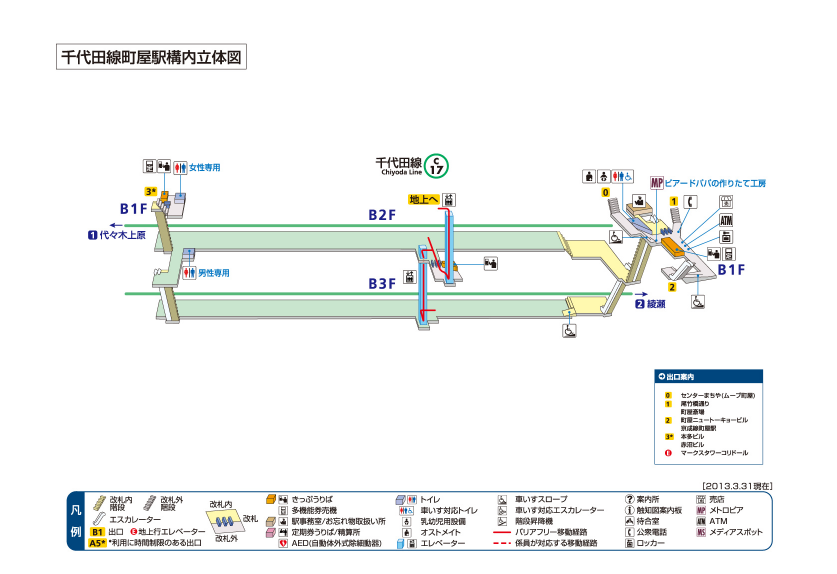 千代田線町屋駅構内立体図
千代田線
Chiyoda Line
C
17
女性専用
3*
B1F
1 代々木上原
男性専用
B2F
地上へ
B3F
0
MP ビアードパパの作りたて工房
1
ATM
B1F
2
2 綾瀬
出口案内
0 センターまちや(ムーブ町屋)
1 尾竹橋通り
町屋斎場
2 町屋ニュートーキョービル
京成線町屋駅
3* 本多ビル
赤沼ビル
E マークスタワーコリドール
[2013.3.31現在]
凡例
改札内階段
改札外階段
エスカレーター
B1 出口 E 地上行エレベーター
A5* *利用に時間制限のある出口
改札内
改札
改札外
きっぷうりば
多機能券売機
駅事務室/お忘れ物取扱い所
定期券うりば/精算所
AED(自動体外式除細動器)
トイレ
車いす対応トイレ
乳幼児用設備
オストメイト
エレベーター
車いすスロープ
車いす対応エスカレーター
階段昇降機
バリアフリー移動経路
係員が対応する移動経路
? 案内所
i 触知図案内板
待合室
公衆電話
ロッカー
売店
MP メトロピア
ATM ATM
MS メディアスポット